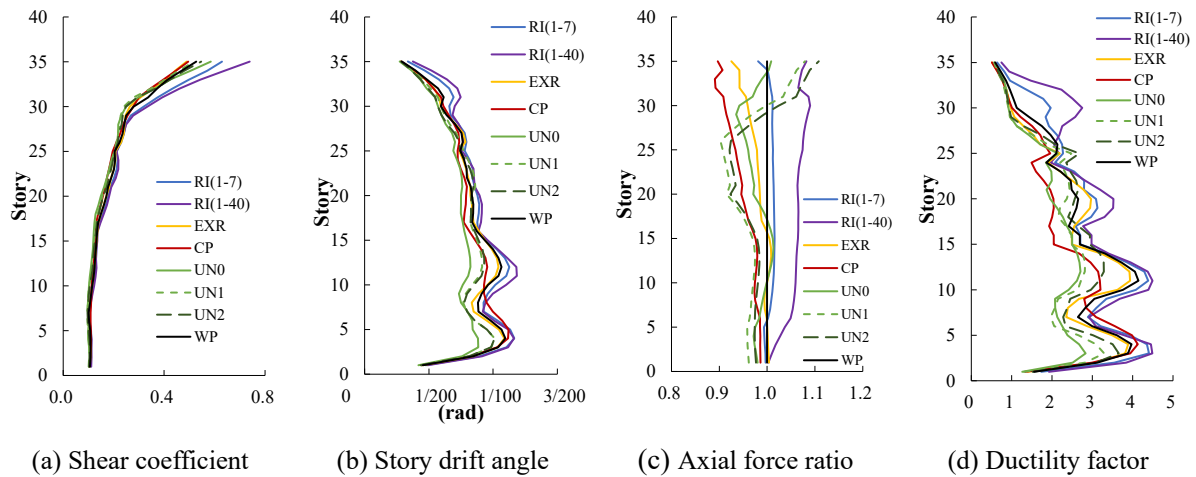 40
35
30
25
20
15
10
5
0
Story
0.0 0.4 0.8
RI(1-7)
RI(1-40)
EXR
CP
UN0
UN1
UN2
WP
(a) Shear coefficient
40
35
30
25
20
15
10
5
0
Story
1/200 1/100 3/200
(rad)
RI(1-7)
RI(1-40)
EXR
CP
UN0
UN1
UN2
WP
(b) Story drift angle
40
35
30
25
20
15
10
5
0
Story
0.8 0.9 1.0 1.1 1.2
RI(1-7)
RI(1-40)
EXR
CP
UN0
UN1
UN2
WP
(c) Axial force ratio
40
35
30
25
20
15
10
5
0
Story
0 1 2 3 4 5
RI(1-7)
RI(1-40)
EXR
CP
UN0
UN1
UN2
WP
(d) Ductility factor